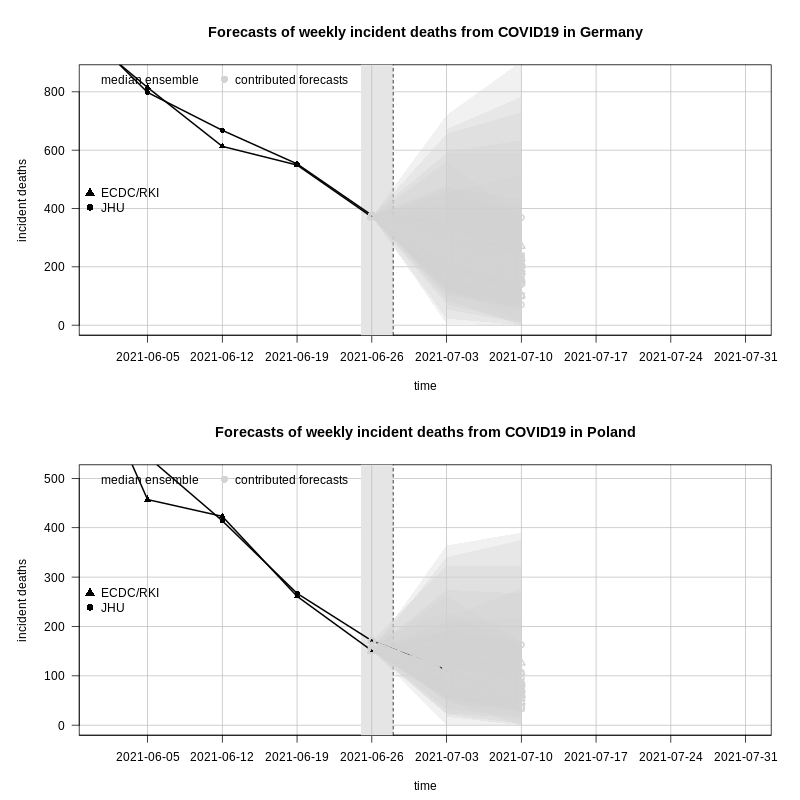 Forecasts of weekly incident deaths from COVID19 in Germany
median ensemble contributed forecasts
800
600
400
200
0
incident deaths
ECDC/RKI
JHU
2021-06-05 2021-06-12 2021-06-19 2021-06-26 2021-07-03 2021-07-10 2021-07-17 2021-07-24 2021-07-31
time
Forecasts of weekly incident deaths from COVID19 in Poland
median ensemble contributed forecasts
500
400
300
200
100
0
incident deaths
ECDC/RKI
JHU
2021-06-05 2021-06-12 2021-06-19 2021-06-26 2021-07-03 2021-07-10 2021-07-17 2021-07-24 2021-07-31
time